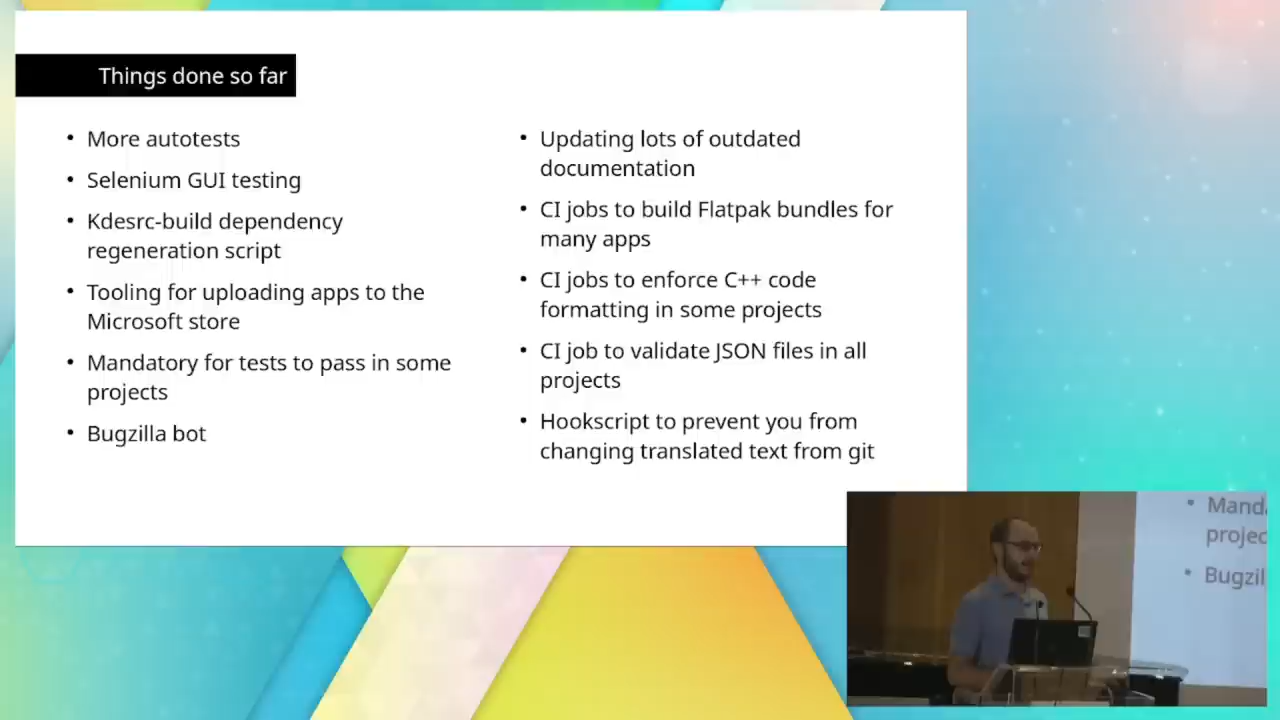 Things done so far
• More autotests
• Selenium GUI testing
• Kdesrc-build dependency
regeneration script
• Tooling for uploading apps to the
Microsoft store
• Mandatory for tests to pass in some
projects
• Bugzilla bot
• Updating lots of outdated
documentation
• CI jobs to build Flatpak bundles for
many apps
• CI jobs to enforce C++ code
formatting in some projects
• CI job to validate JSON files in all
projects
• Hookscript to prevent you from
changing translated text from git
• Manda
projec
• Bugzil